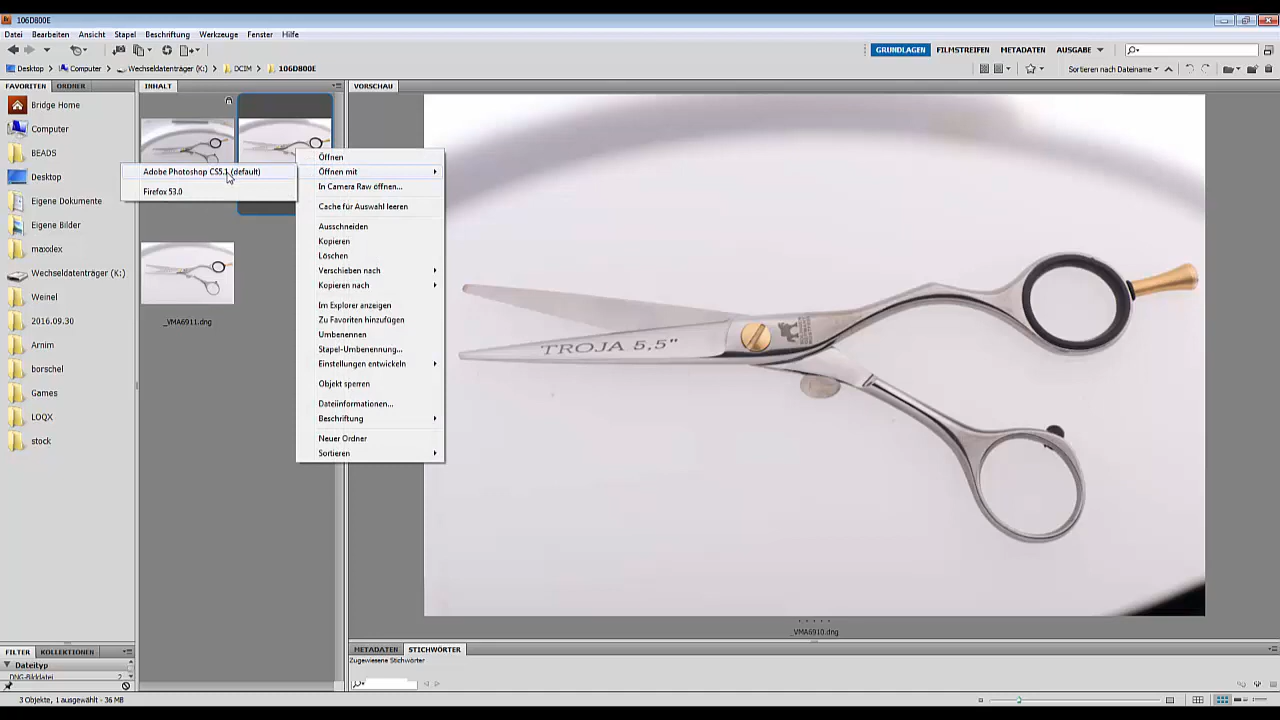 106D800E
Datei Bearbeiten Ansicht Stapel Beschriftung Werkzeuge Fenster Hilfe
GRUNDLAGEN FILMSTREIFEN METADATEN AUSGABE
Desktop Computer Wechseldatenträger (K:) DCIM 106D800E
Sortieren nach Dateiname
FAVORITEN ORDNER
Bridge Home
Computer
BEADS
Desktop
Eigene Dokumente
Eigene Bilder
maxdex
Wechseldatenträger (K:)
Weinel
2016.09.30
Arnim
borschel
Games
LOQX
stock
FILTER KOLLEKTIONEN
Dateityp
DNG-Bilddatei 2
INHALT
_VMA6911.dng
Adobe Photoshop CS5.1 (default)
Firefox 53.0
Öffnen
Öffnen mit
In Camera Raw öffnen...
Cache für Auswahl leeren
Ausschneiden
Kopieren
Löschen
Verschieben nach
Kopieren nach
Im Explorer anzeigen
Zu Favoriten hinzufügen
Umbenennen
Stapel-Umbenennung...
Einstellungen entwickeln
Objekt sperren
Dateiinformationen...
Beschriftung
Neuer Ordner
Sortieren
VORSCHAU
TROJA 5,5"
_VMA6910.dng
METADATEN STICHWÖRTER
Zugewiesene Stichwörter
3 Objekte, 1 ausgewählt - 36 MB